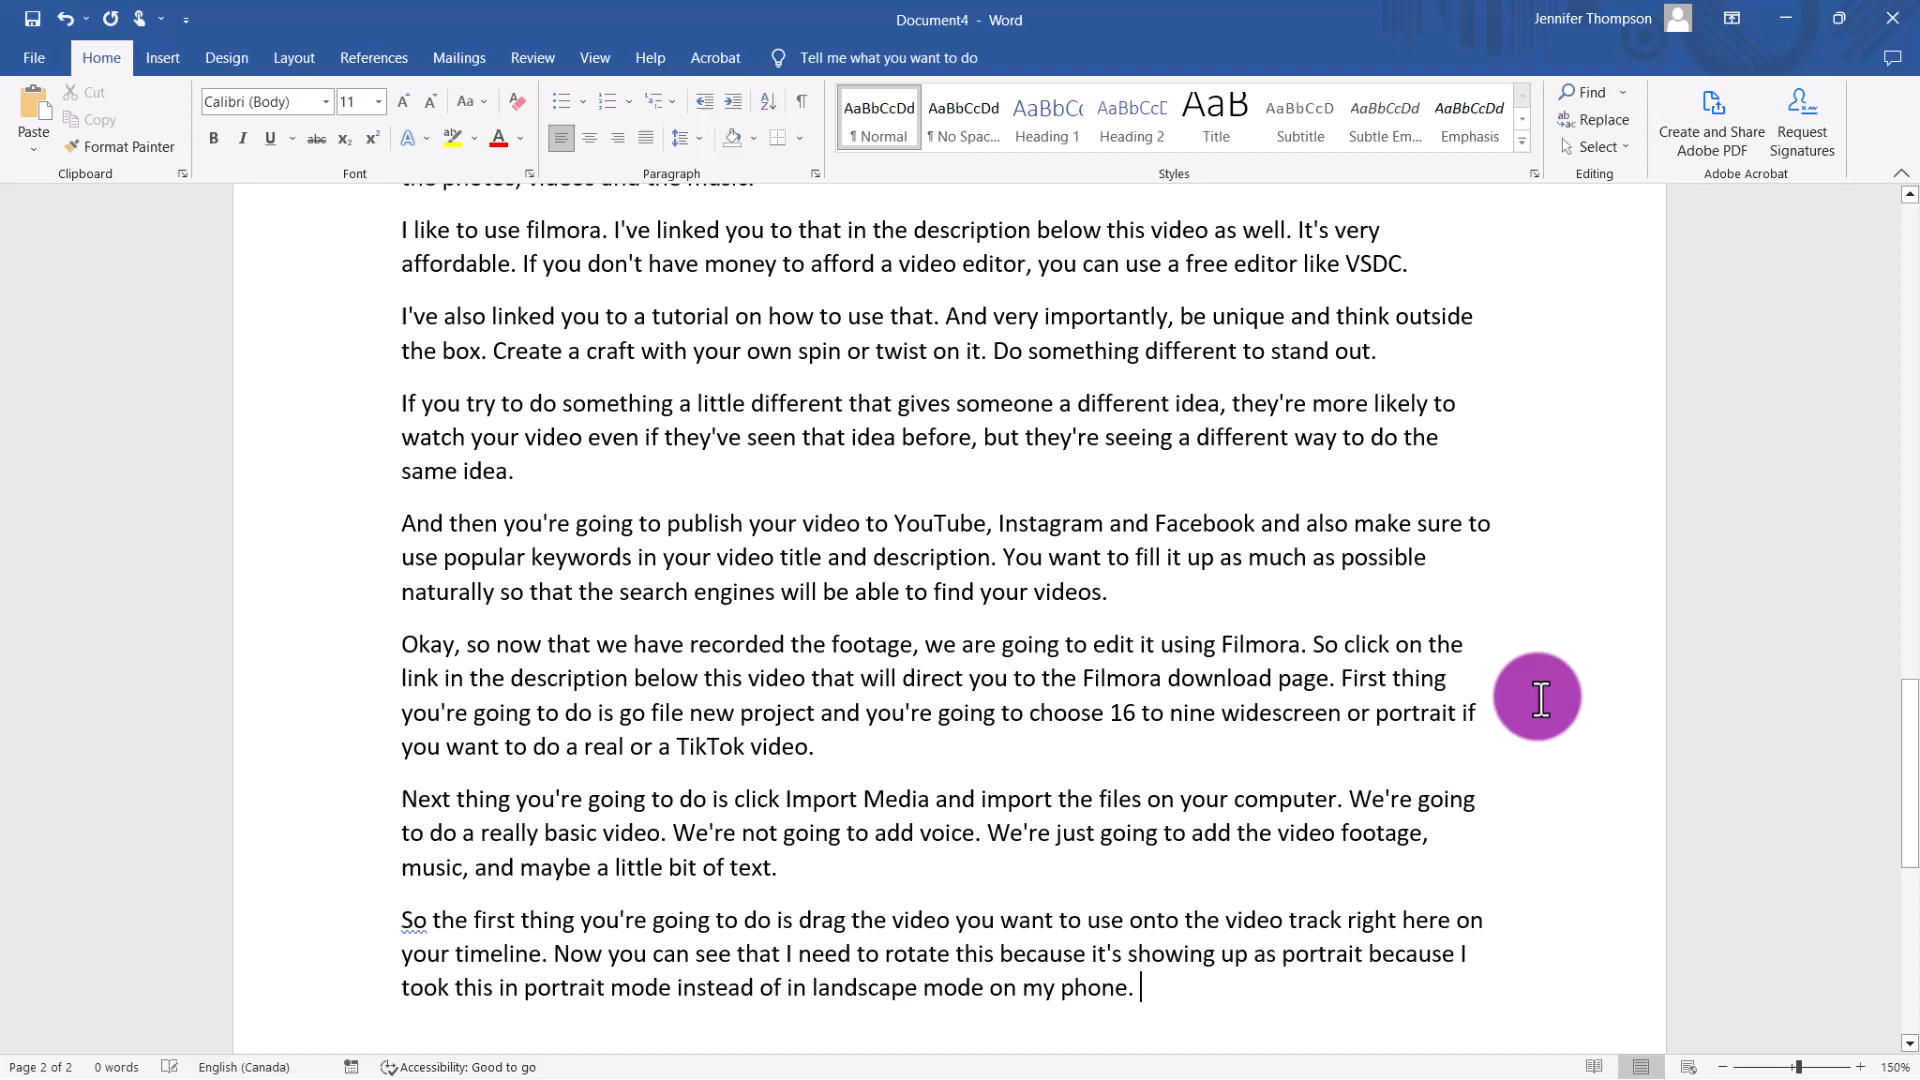 Document4 - Word
Jennifer Thompson
File Home Insert Design Layout References Mailings Review View Help Acrobat Tell me what you want to do
Paste
Cut
Copy
Format Painter
Clipboard
Calibri (Body) 11
Font
Paragraph
AaBbCcDd AaBbCcDd AaBbC AaBbCcD AaB AaBbCcD AaBbCcDd AaBbCcDd
¶ Normal ¶ No Spac... Heading 1 Heading 2 Title Subtitle Subtle Em... Emphasis
Styles
Find
Replace
Select
Editing
Create and Share
Adobe PDF
Request
Signatures
Adobe Acrobat
the photos, videos and the music.
I like to use filmora. I've linked you to that in the description below this video as well. It's very
affordable. If you don't have money to afford a video editor, you can use a free editor like VSDC.
I've also linked you to a tutorial on how to use that. And very importantly, be unique and think outside
the box. Create a craft with your own spin or twist on it. Do something different to stand out.
If you try to do something a little different that gives someone a different idea, they're more likely to
watch your video even if they've seen that idea before, but they're seeing a different way to do the
same idea.
And then you're going to publish your video to YouTube, Instagram and Facebook and also make sure to
use popular keywords in your video title and description. You want to fill it up as much as possible
naturally so that the search engines will be able to find your videos.
Okay, so now that we have recorded the footage, we are going to edit it using Filmora. So click on the
link in the description below this video that will direct you to the Filmora download page. First thing
you're going to do is go file new project and you're going to choose 16 to nine widescreen or portrait if
you want to do a real or a TikTok video.
Next thing you're going to do is click Import Media and import the files on your computer. We're going
to do a really basic video. We're not going to add voice. We're just going to add the video footage,
music, and maybe a little bit of text.
So the first thing you're going to do is drag the video you want to use onto the video track right here on
your timeline. Now you can see that I need to rotate this because it's showing up as portrait because I
took this in portrait mode instead of in landscape mode on my phone.
Page 2 of 2 0 words English (Canada) Accessibility: Good to go 150%